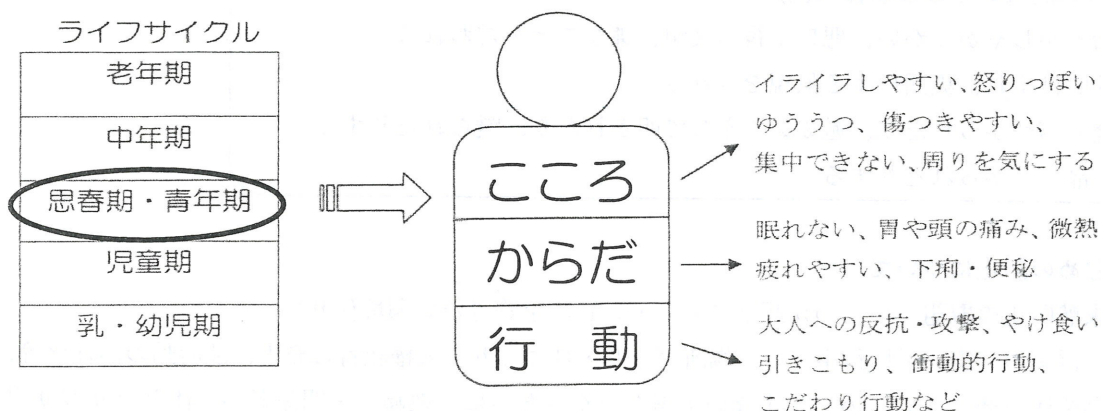 ライフサイクル
老年期
中年期
思春期・青年期
児童期
乳・幼児期
こころ
からだ
行　動
イライラしやすい、怒りっぽい
ゆううつ、傷つきやすい、
集中できない、周りを気にする
眠れない、胃や頭の痛み、微熱
疲れやすい、下痢・便秘
大人への反抗・攻撃、やけ食い
引きこもり、衝動的行動、
こだわり行動など